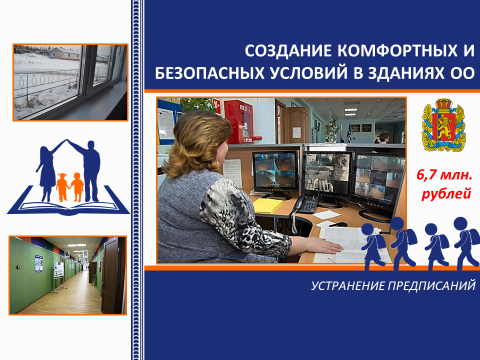 СОЗДАНИЕ КОМФОРТНЫХ И
БЕЗОПАСНЫХ УСЛОВИЙ В ЗДАНИЯХ ОО
6,7 млн.
рублей
УСТРАНЕНИЕ ПРЕДПИСАНИЙ